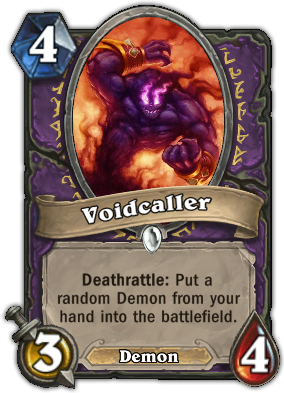 4
Voidcaller
Deathrattle: Put a
random Demon from your
hand into the battlefield.
3
Demon
4